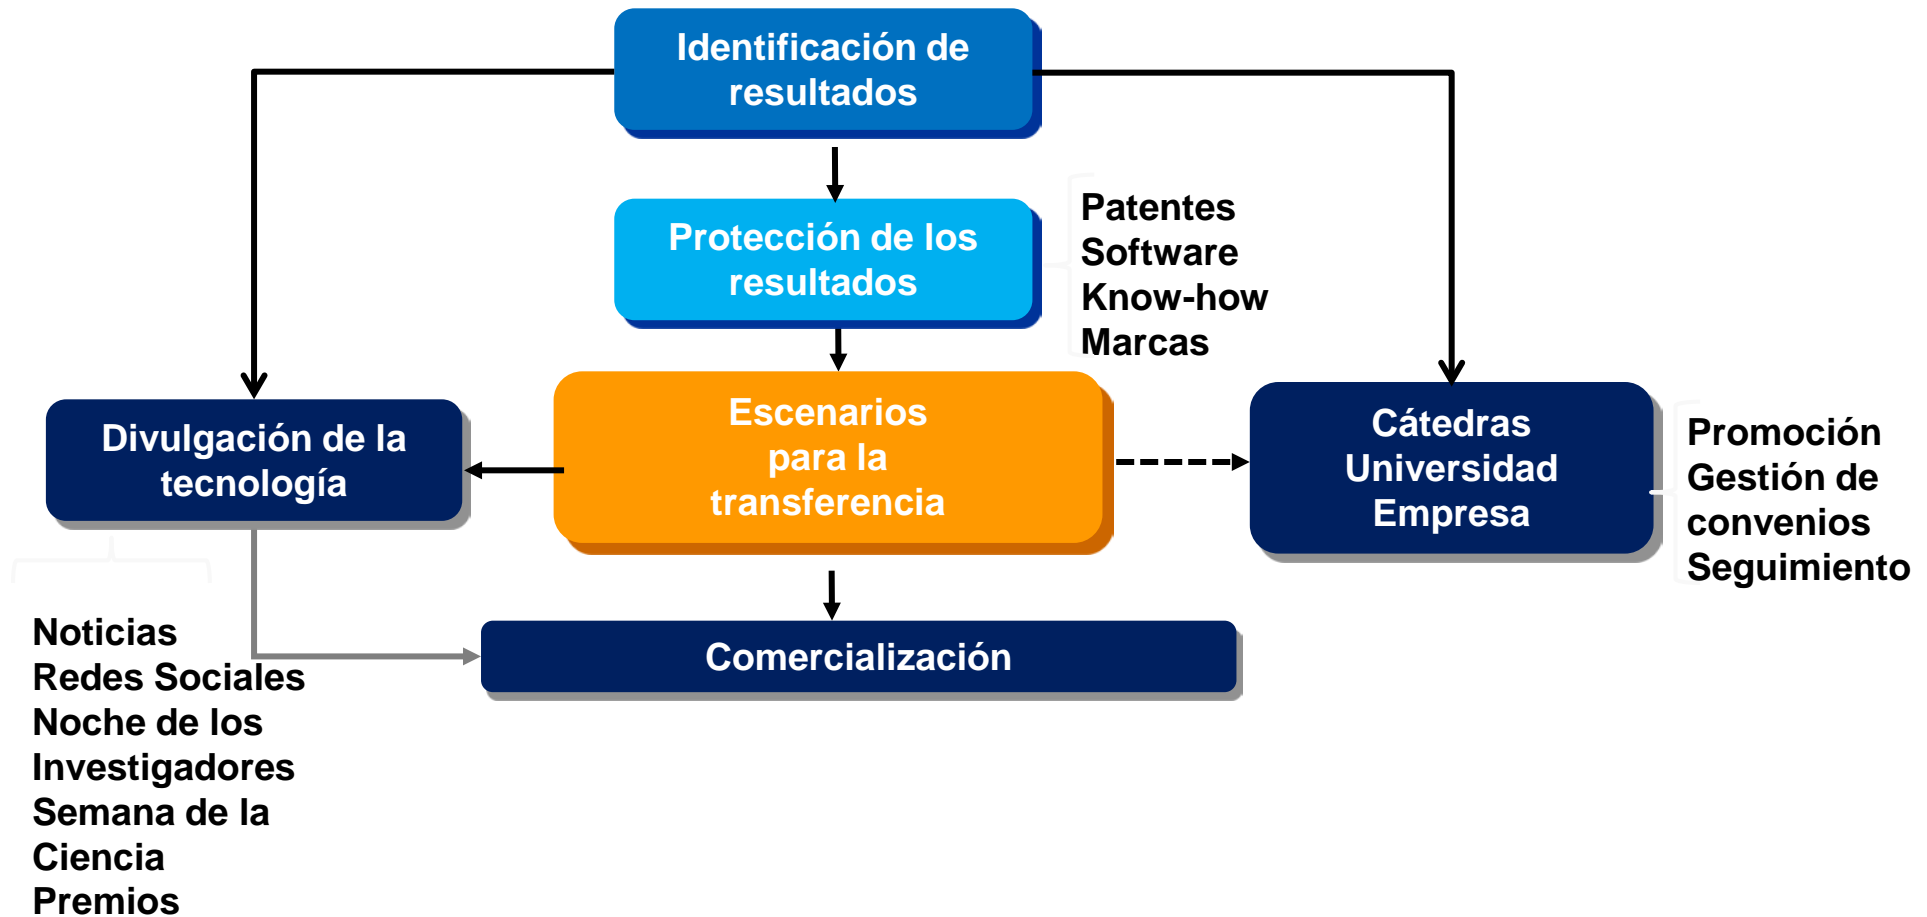 Identificación de
resultados
Protección de los
resultados
Patentes
Software
Know-how
Marcas
Escenarios
para la
transferencia
Divulgación de la
tecnología
Cátedras
Universidad
Empresa
Promoción
Gestión de
convenios
Seguimiento
Noticias
Redes Sociales
Noche de los
Investigadores
Semana de la
Ciencia
Premios
Comercialización